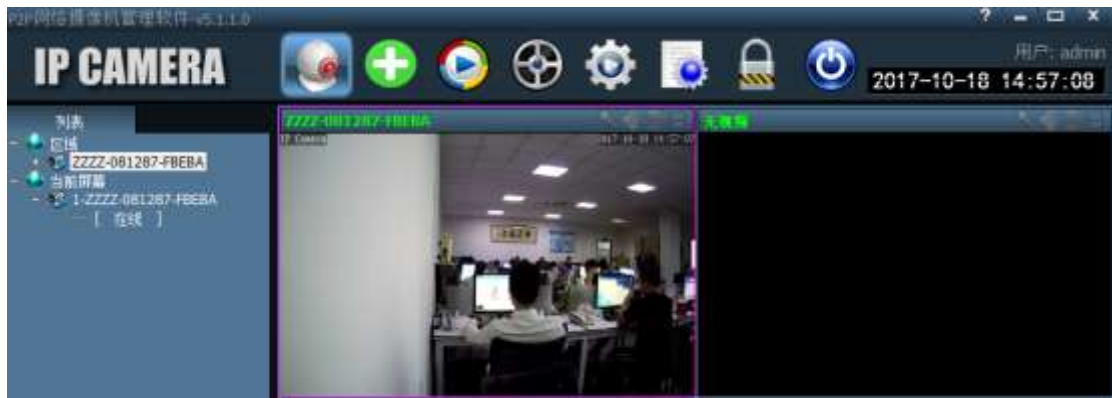 P2P网络摄像机管理软件-v5.1.1.0
IP CAMERA
用户: admin
2017-10-18 14:57:08
列表
区域
ZZZZ-081287-FBEBA
当前屏幕
1-ZZZZ-081287-FBEBA
[ 在线 ]
ZZZZ-081287-FBEBA
无视频
IP Camera